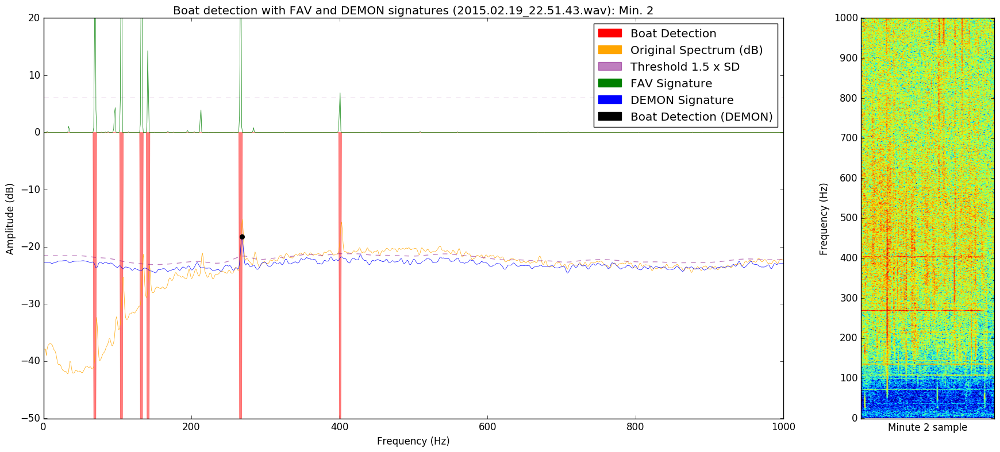 Boat detection with FAV and DEMON signatures (2015.02.19_22.51.43.wav): Min. 2
Boat Detection
Original Spectrum (dB)
Threshold 1.5 x SD
FAV Signature
DEMON Signature
Boat Detection (DEMON)
Amplitude (dB)
20
10
0
−10
−20
−30
−40
−50
0
200
400
600
800
1000
Frequency (Hz)
Frequency (Hz)
1000
900
800
700
600
500
400
300
200
100
0
Minute 2 sample